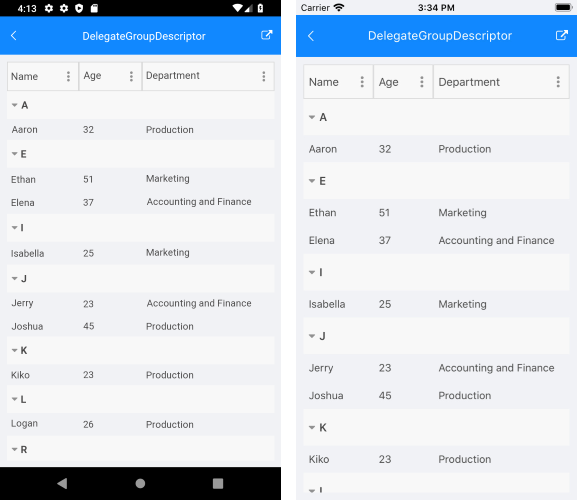 4:13
DelegateGroupDescriptor
Name Age Department
A
Aaron 32 Production
E
Ethan 51 Marketing
Elena 37 Accounting and Finance
I
Isabella 25 Marketing
J
Jerry 23 Accounting and Finance
Joshua 45 Production
K
Kiko 23 Production
L
Logan 26 Production
R
Carrier 3:34 PM
DelegateGroupDescriptor
Name Age Department
A
Aaron 32 Production
E
Ethan 51 Marketing
Elena 37 Accounting and Finance
I
Isabella 25 Marketing
J
Jerry 23 Accounting and Finance
Joshua 45 Production
K
Kiko 23 Production